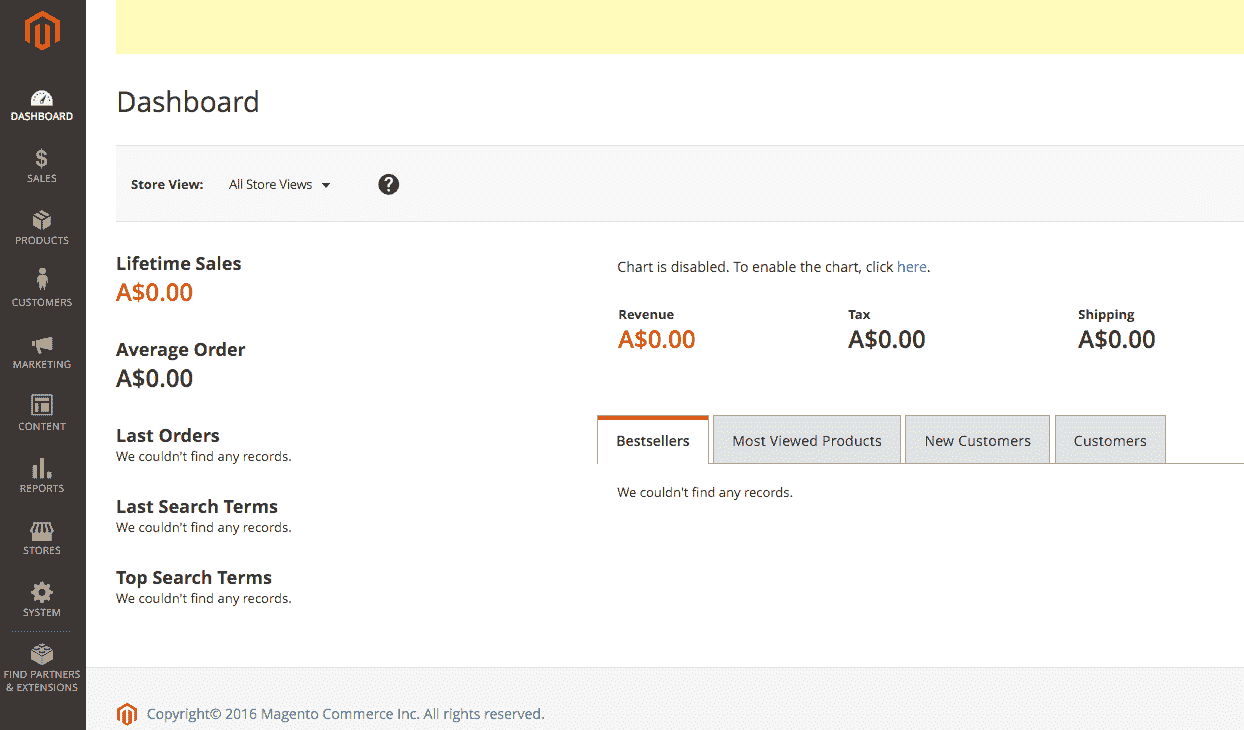 DASHBOARD
SALES
PRODUCTS
CUSTOMERS
MARKETING
CONTENT
REPORTS
STORES
SYSTEM
FIND PARTNERS
& EXTENSIONS
Dashboard
Store View: All Store Views ?
Lifetime Sales
A$0.00
Average Order
A$0.00
Last Orders
We couldn't find any records.
Last Search Terms
We couldn't find any records.
Top Search Terms
We couldn't find any records.
Chart is disabled. To enable the chart, click here.
Revenue Tax Shipping
A$0.00 A$0.00 A$0.00
Bestsellers Most Viewed Products New Customers Customers
We couldn't find any records.
Copyright© 2016 Magento Commerce Inc. All rights reserved.